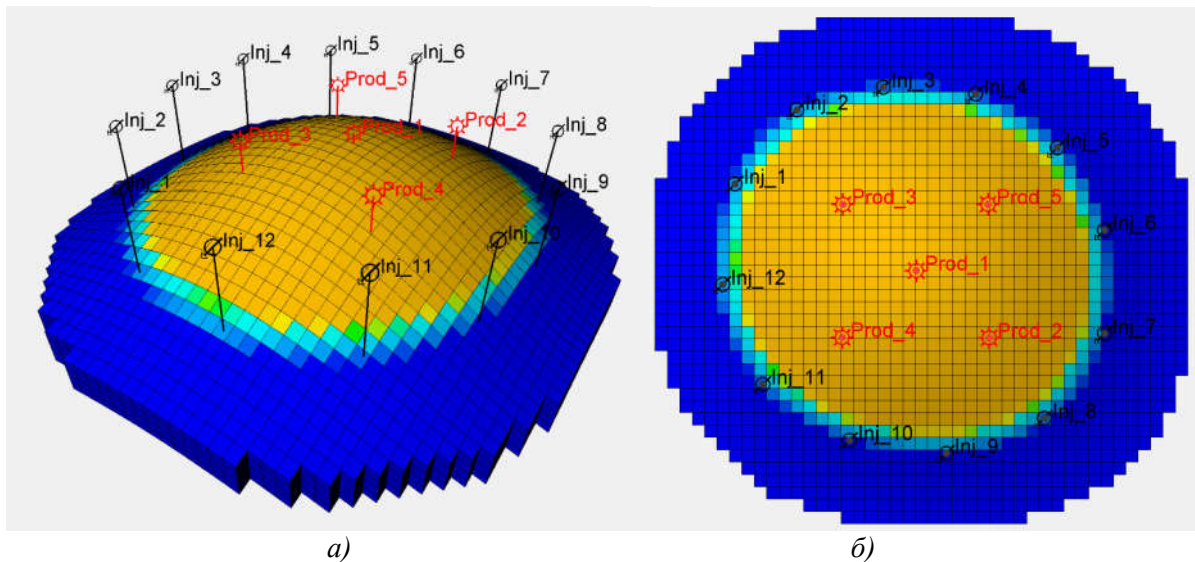 Inj_5
Inj_4
Inj_6
Inj_3
Prod_5
Inj_7
Inj_2
Prod_3
Prod_1
Prod_2
Inj_8
Inj_1
Prod_4
Inj_9
Inj_12
Inj_10
Inj_11
а)
Inj_3
Inj_4
Inj_2
Inj_5
Inj_1
Prod_3
Prod_5
Inj_6
Prod_1
Inj_12
Prod_4
Prod_2
Inj_7
Inj_11
Inj_8
Inj_10
Inj_9
б)